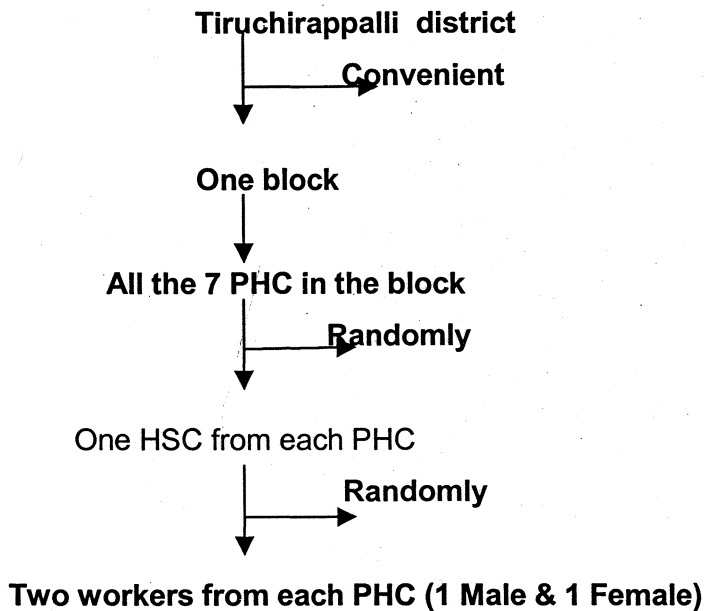 Tiruchirappalli district
Convenient
One block
All the 7 PHC in the block
Randomly
One HSC from each PHC
Randomly
Two workers from each PHC (1 Male & 1 Female)